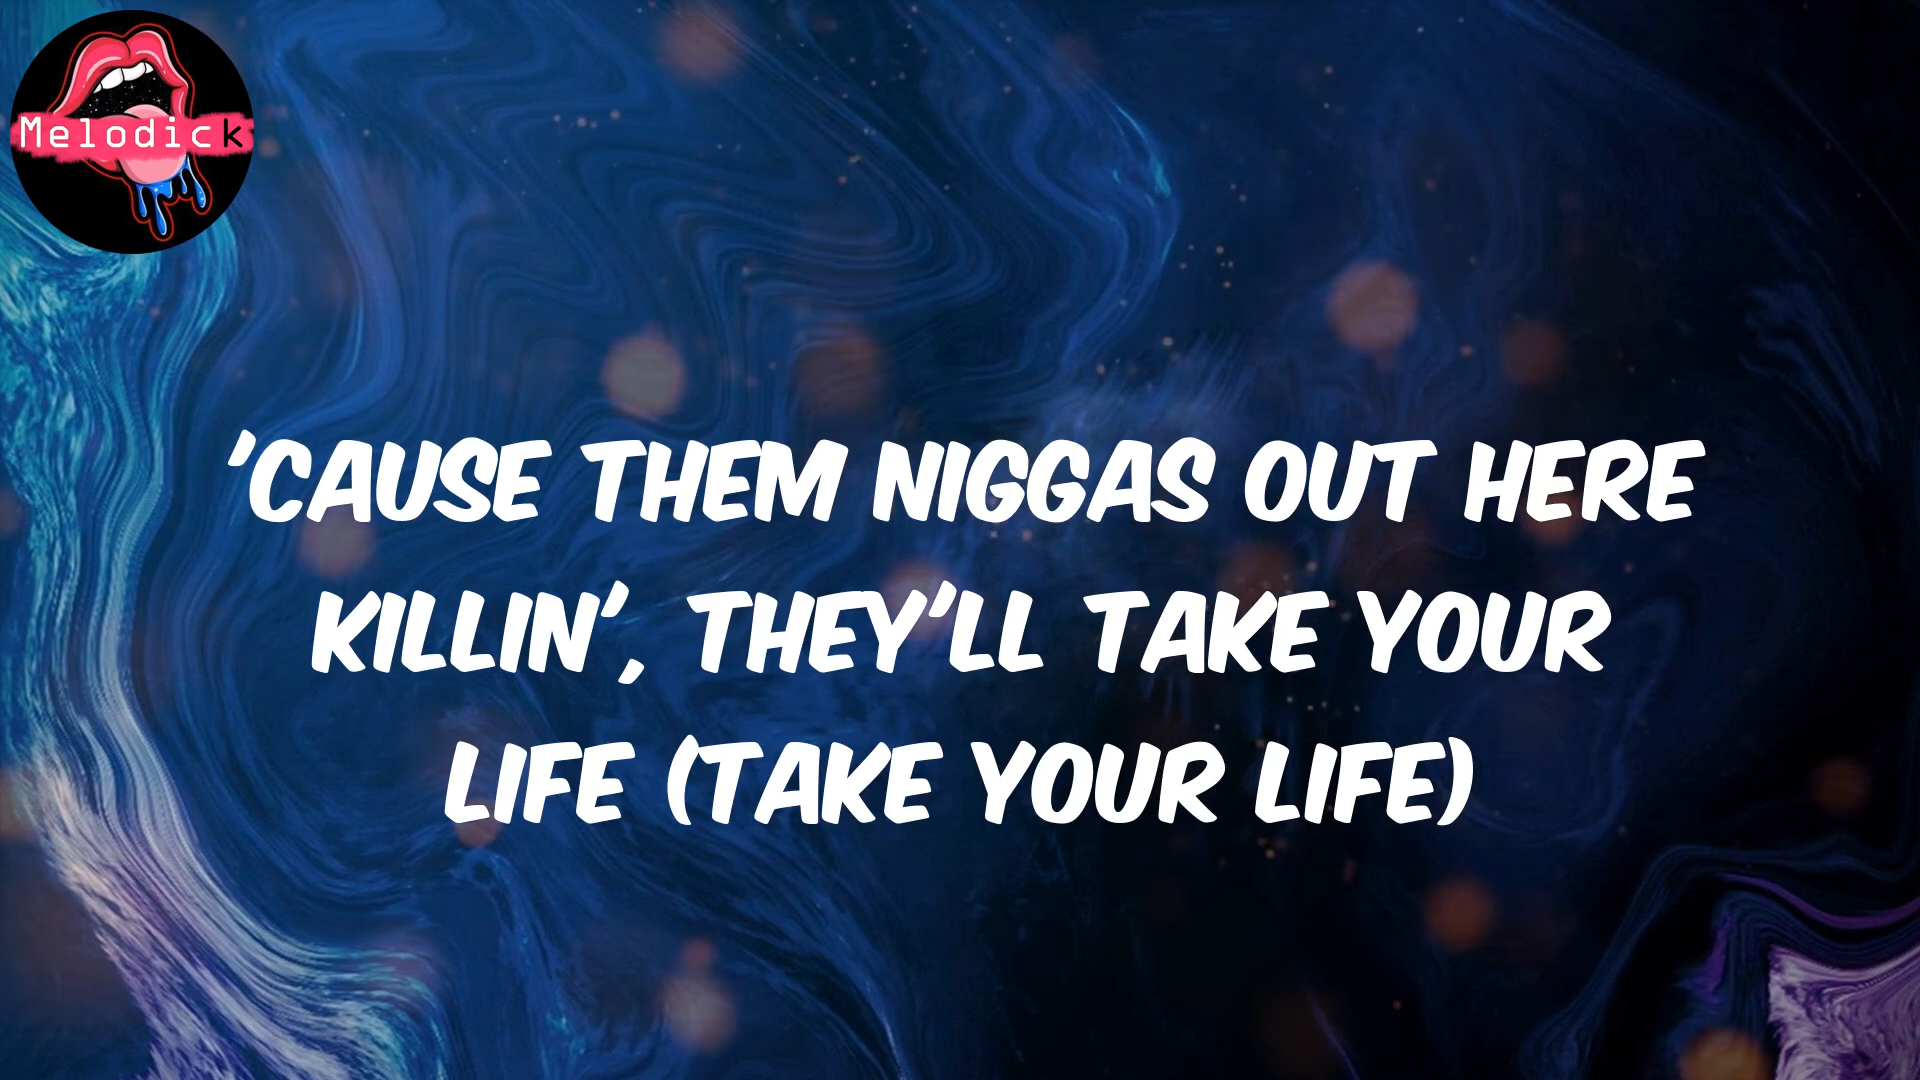 Melodick
'CAUSE THEM NIGGAS OUT HERE
KILLIN', THEY'LL TAKE YOUR
LIFE (TAKE YOUR LIFE)